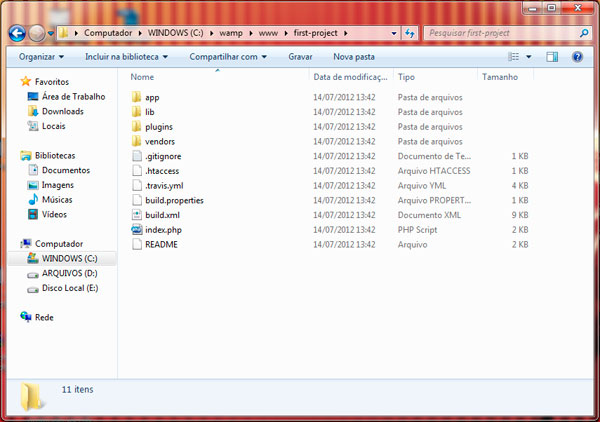 Computador WINDOWS (C:) wamp www first-project
Pesquisar first-project
Organizar Incluir na biblioteca Compartilhar com Gravar Nova pasta
Favoritos
Área de Trabalho
Downloads
Locais
Bibliotecas
Documentos
Imagens
Músicas
Vídeos
Computador
WINDOWS (C:)
ARQUIVOS (D:)
Disco Local (E:)
Rede
Nome Data de modificaç... Tipo Tamanho
app 14/07/2012 13:42 Pasta de arquivos
lib 14/07/2012 13:42 Pasta de arquivos
plugins 14/07/2012 13:42 Pasta de arquivos
vendors 14/07/2012 13:42 Pasta de arquivos
.gitignore 14/07/2012 13:42 Documento de Te... 1 KB
.htaccess 14/07/2012 13:42 Arquivo HTACCESS 1 KB
.travis.yml 14/07/2012 13:42 Arquivo YML 4 KB
build.properties 14/07/2012 13:42 Arquivo PROPERT... 1 KB
build.xml 14/07/2012 13:42 Documento XML 9 KB
index.php 14/07/2012 13:42 PHP Script 2 KB
README 14/07/2012 13:42 Arquivo 2 KB
11 itens